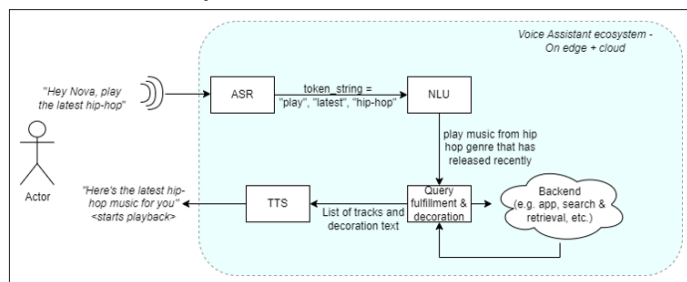 Voice Assistant ecosystem -
On edge + cloud
"Hey Nova, play
the latest hip-hop"
ASR
token_string =
"play", "latest", "hip-hop"
NLU
play music from hip
hop genre that has
released recently
Actor
"Here's the latest hip-
hop music for you"
<starts playback>
TTS
List of tracks and
decoration text
Query
fulfillment &
decoration
Backend
(e.g. app, search &
retrieval, etc.)